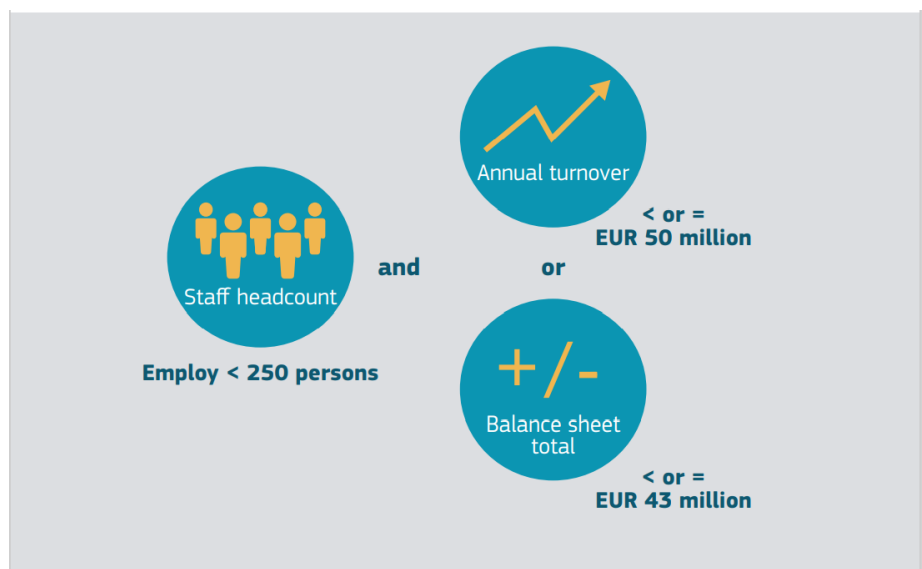 Staff headcount
Employ < 250 persons
and
Annual turnover
< or =
EUR 50 million
or
+/-
Balance sheet
total
< or =
EUR 43 million